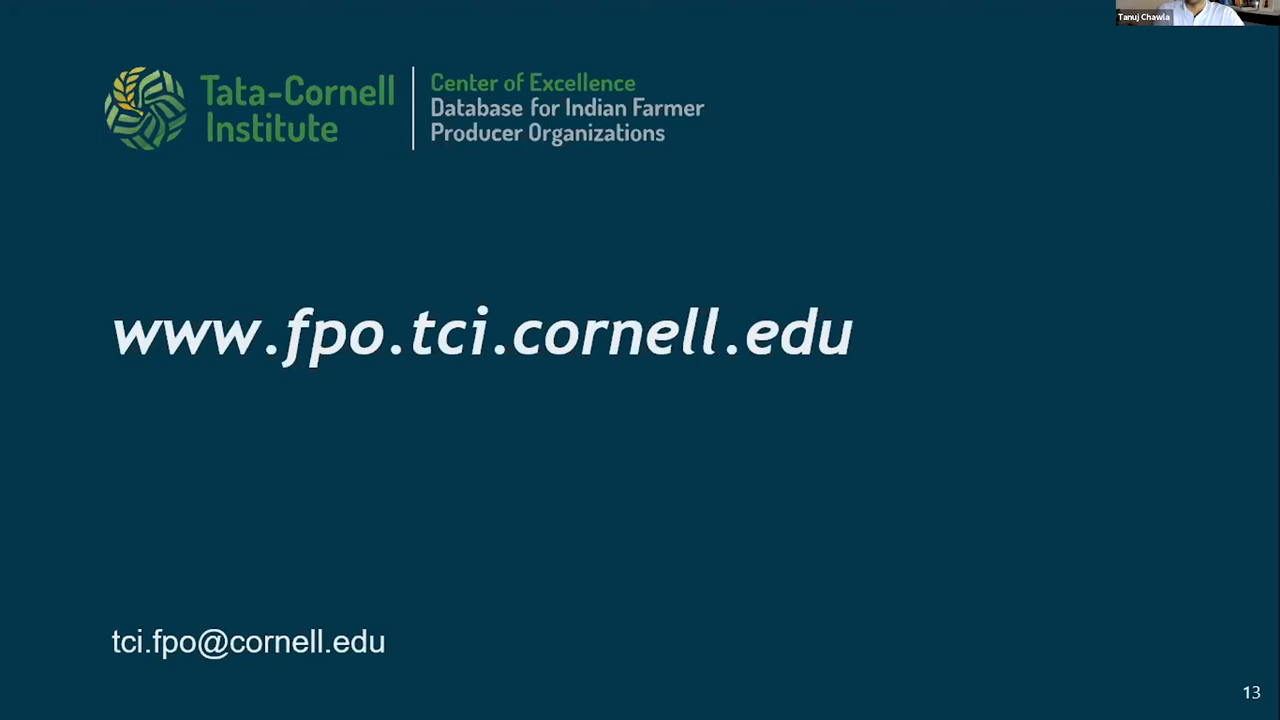 Tanuj Chawla
Tata-Cornell
Institute
Center of Excellence
Database for Indian Farmer
Producer Organizations
www.fpo.tci.cornell.edu
tci.fpo@cornell.edu
13